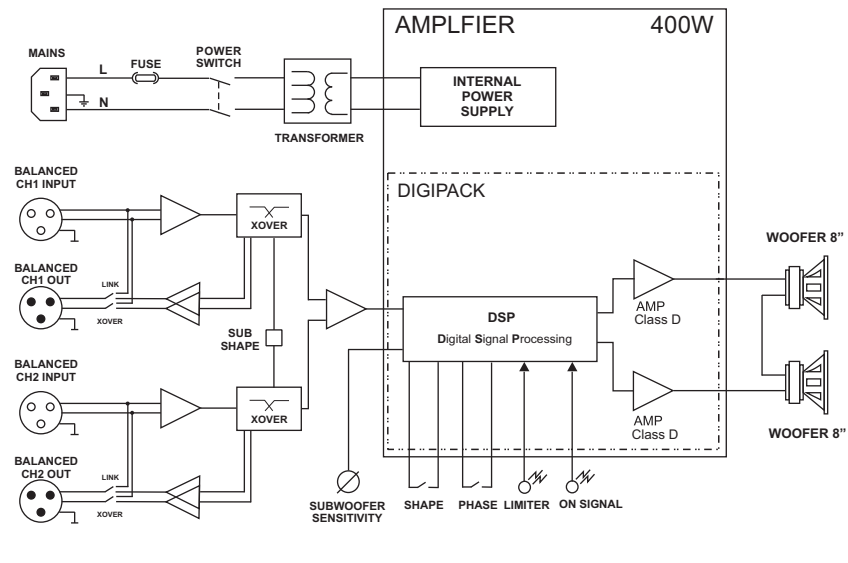 AMPLFIER 400W
MAINS
L
FUSE
POWER
SWITCH
N
TRANSFORMER
INTERNAL
POWER
SUPPLY
DIGIPACK
BALANCED
CH1 INPUT
XOVER
BALANCED
CH1 OUT
LINK
XOVER
SUB
SHAPE
BALANCED
CH2 INPUT
XOVER
BALANCED
CH2 OUT
LINK
XOVER
DSP
Digital Signal Processing
AMP
Class D
AMP
Class D
WOOFER 8”
WOOFER 8”
SUBWOOFER
SENSITIVITY
SHAPE
PHASE
LIMITER
ON SIGNAL